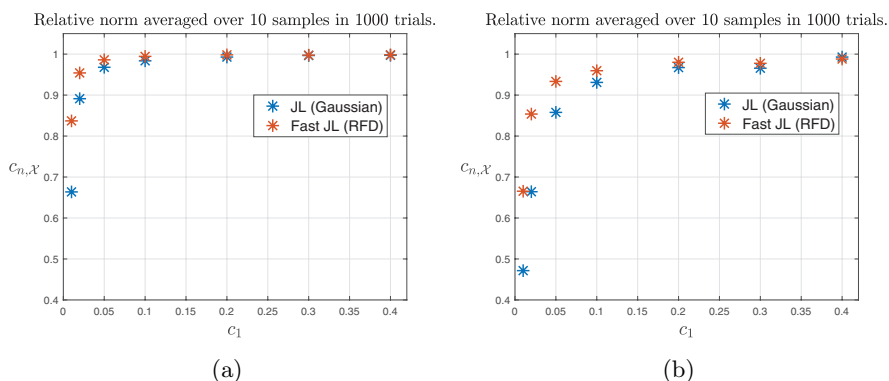 Relative norm averaged over 10 samples in 1000 trials.
1
0.9
0.8
0.7
0.6
0.5
0.4
c_{n,𝒳}
JL (Gaussian)
Fast JL (RFD)
0 0.05 0.1 0.15 0.2 0.25 0.3 0.35 0.4
c_1
(a)
Relative norm averaged over 10 samples in 1000 trials.
1
0.9
0.8
0.7
0.6
0.5
0.4
c_{n,𝒳}
JL (Gaussian)
Fast JL (RFD)
0 0.05 0.1 0.15 0.2 0.25 0.3 0.35 0.4
c_1
(b)